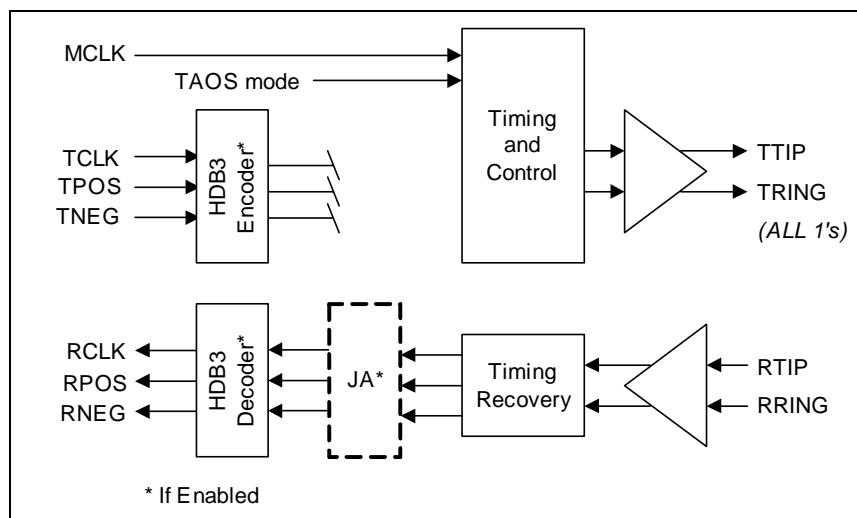 MCLK
TAOS mode
TCLK
TPOS
TNEG
HDB3
Encoder*
Timing
and
Control
TTIP
TRING
(ALL 1's)
RCLK
RPOS
RNEG
HDB3
Decoder*
JA*
Timing
Recovery
RTIP
RRING
* If Enabled